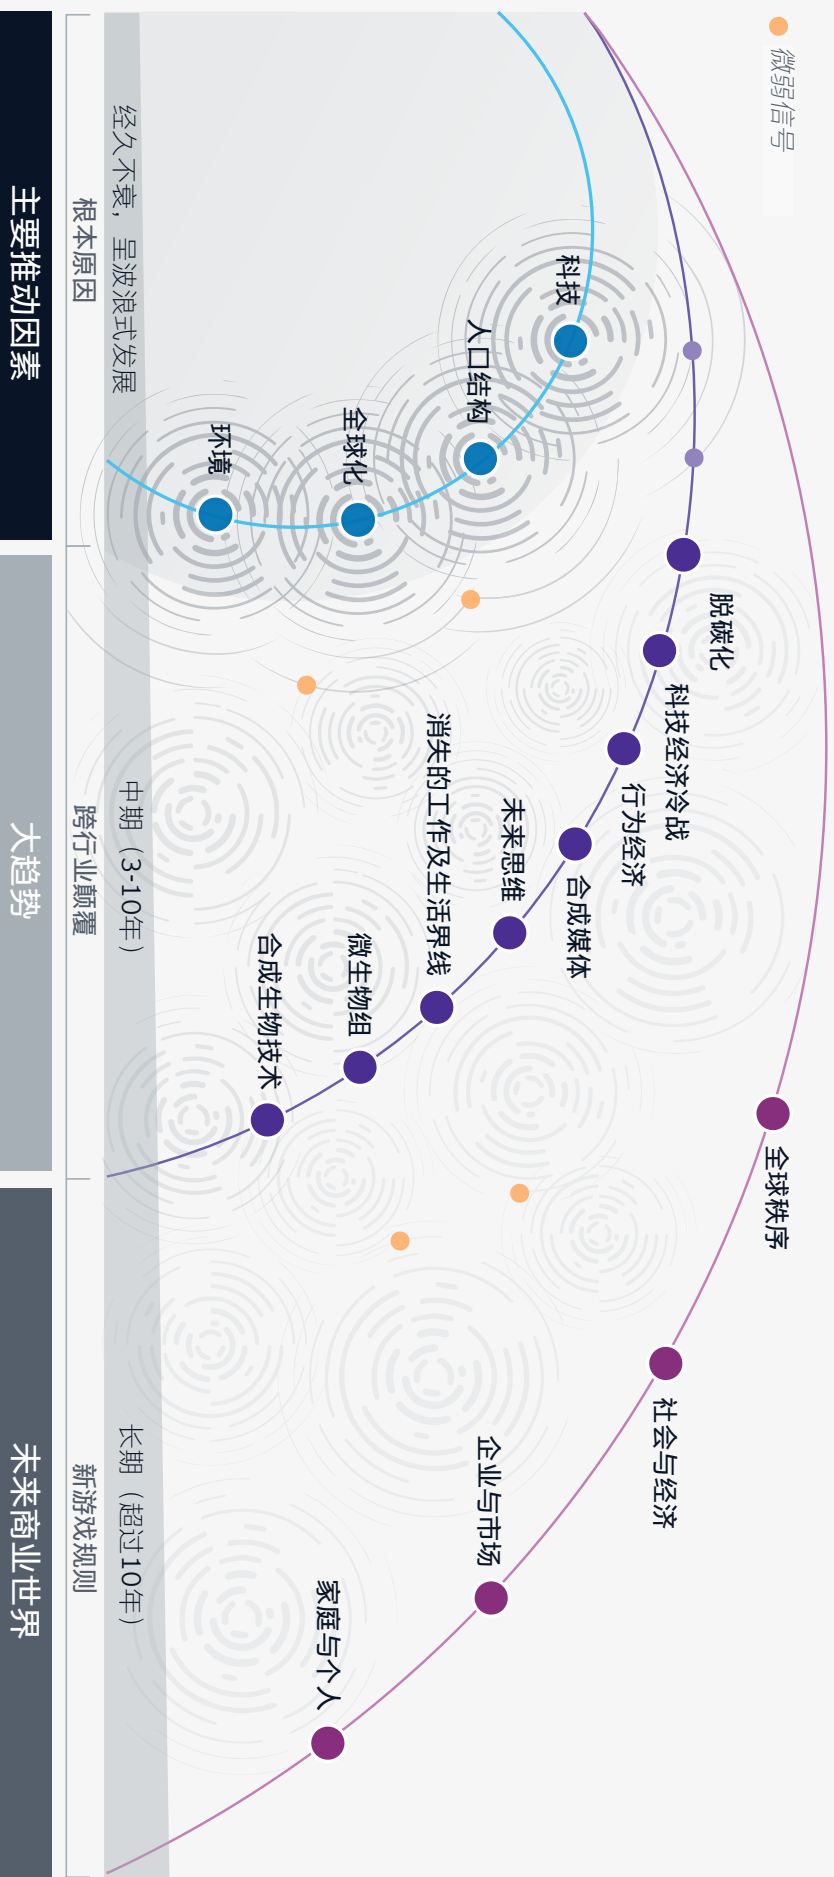 微弱信号
科技
人口结构
全球化
环境
经久不衰，呈波浪式发展
根本原因
主要推动因素
脱碳化
科技经济冷战
行为经济
合成媒体
未来思维
消失的工作及生活界线
微生物组
合成生物技术
中期（3-10年）
跨行业颠覆
大趋势
全球秩序
社会与经济
企业与市场
家庭与个人
长期（超过10年）
新游戏规则
未来商业世界